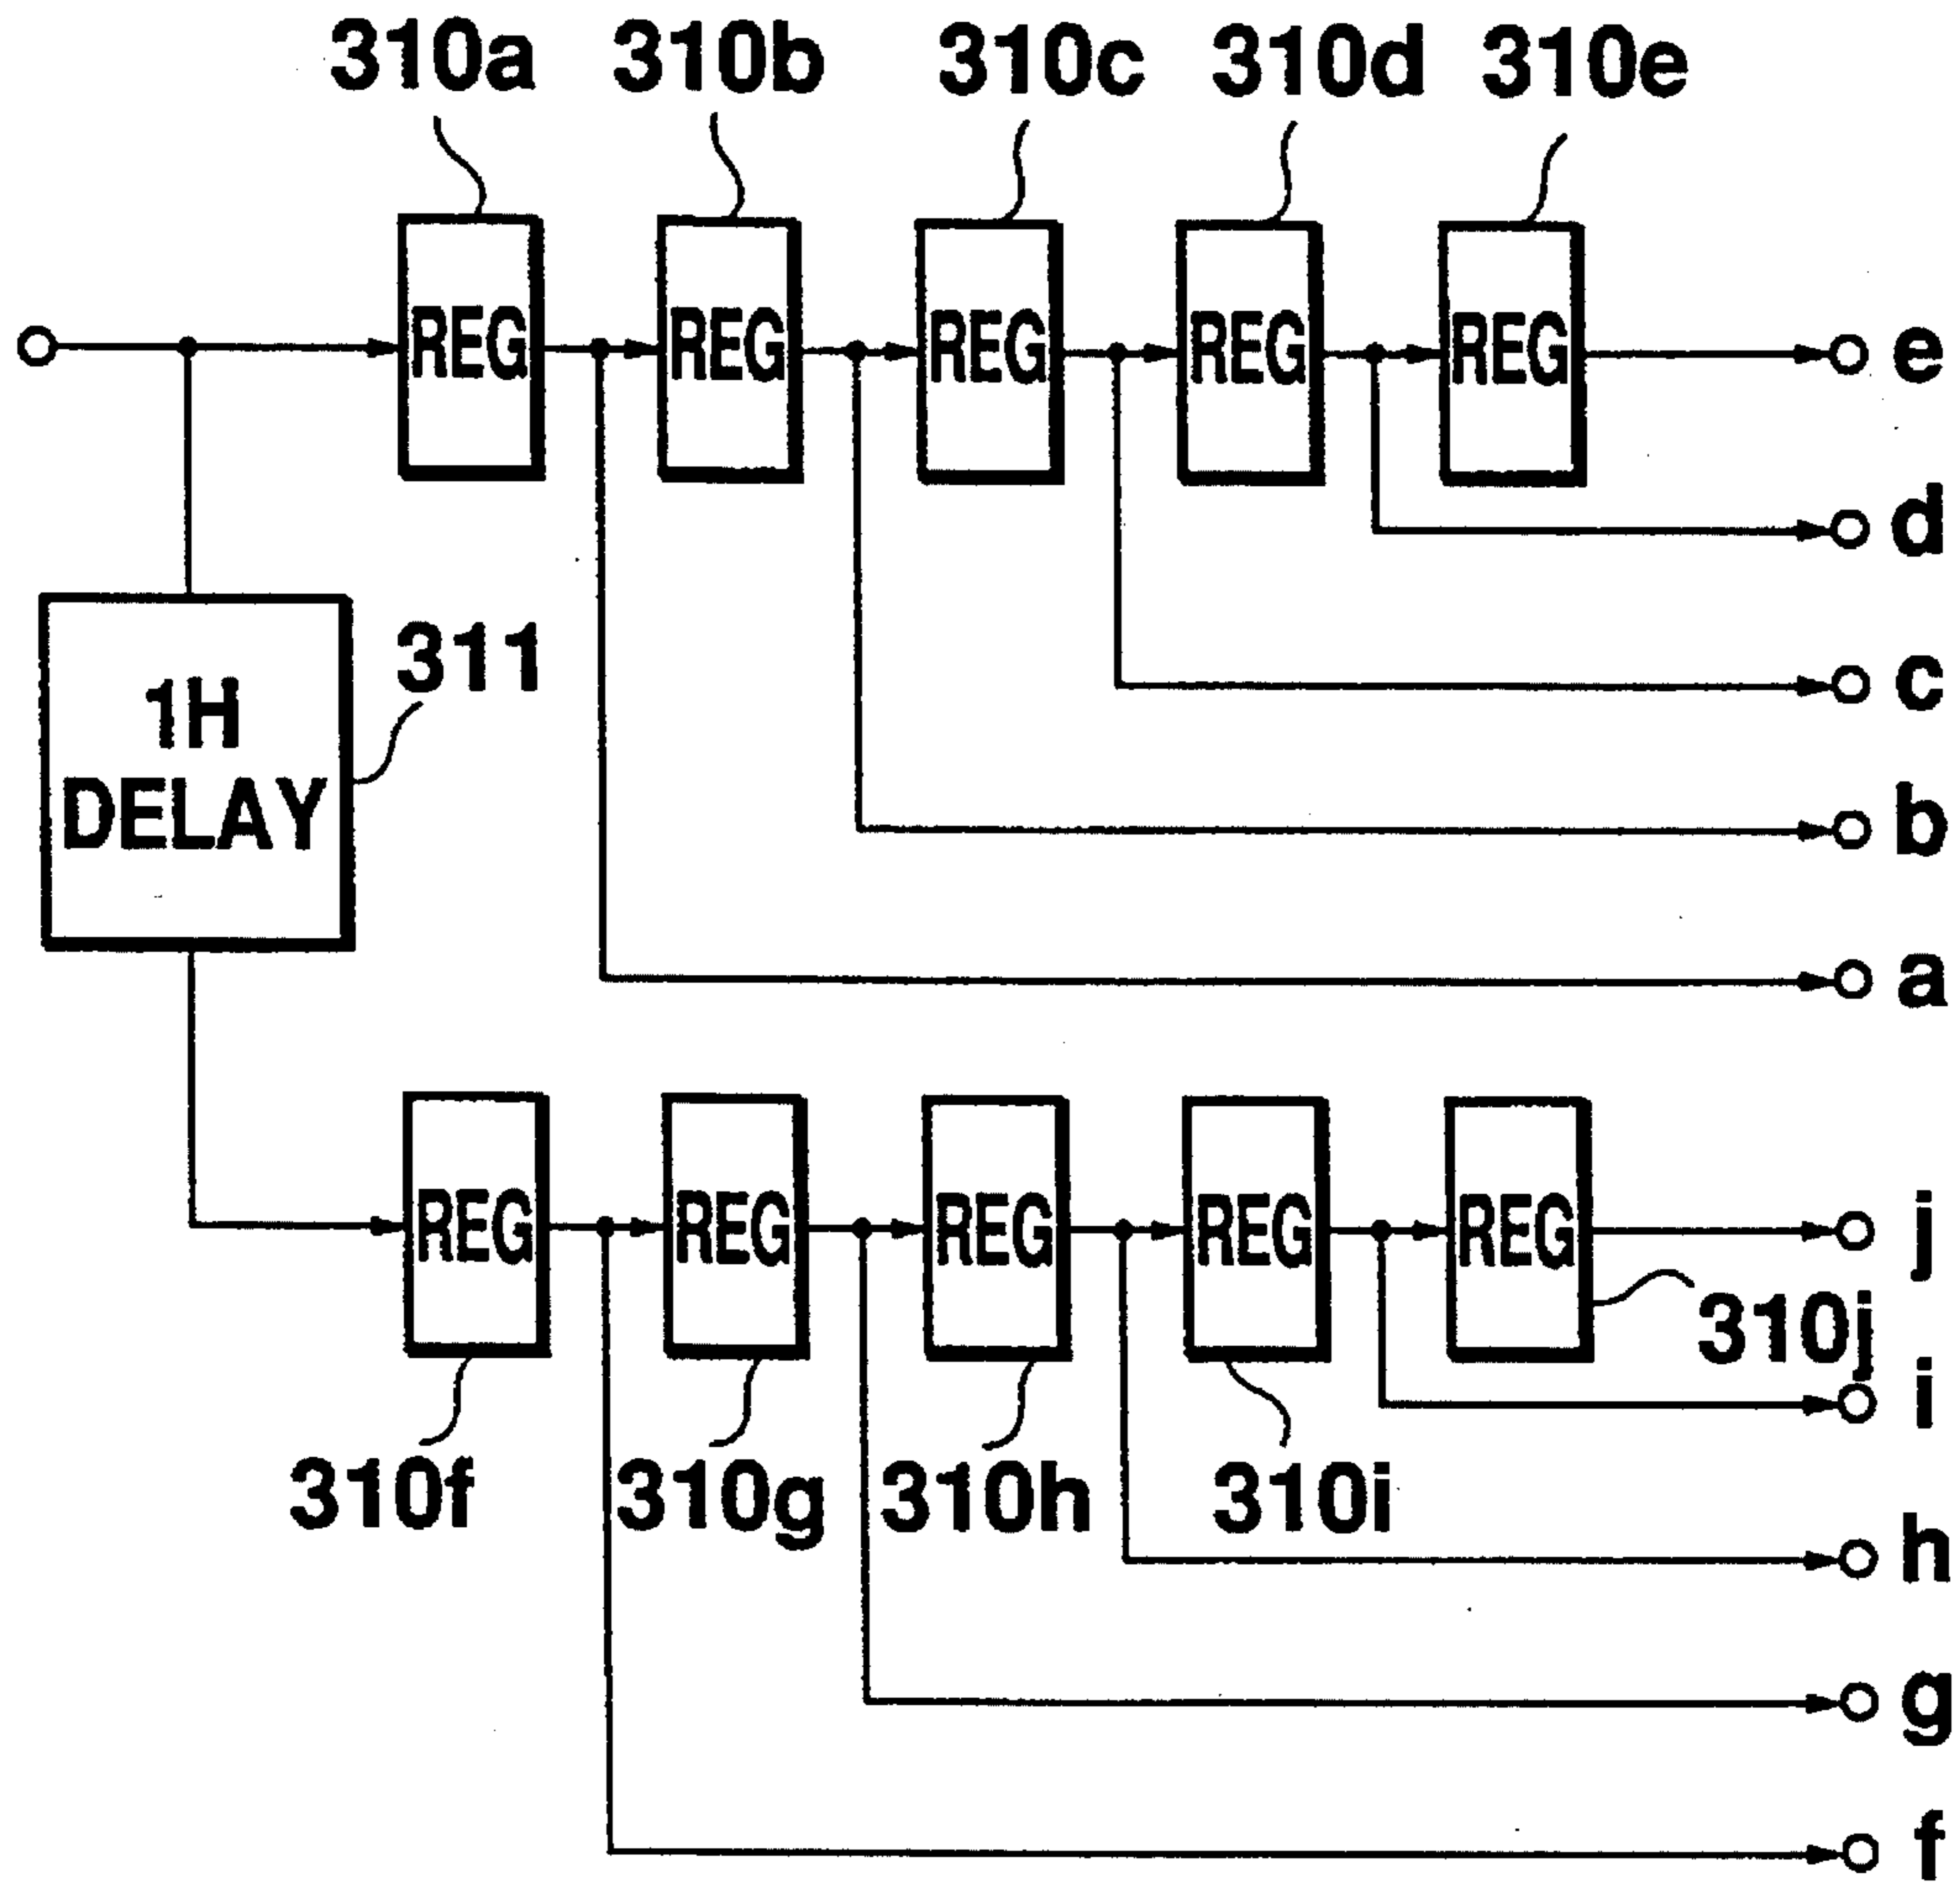 310a 310b 310c 310d 310e
REG REG REG REG REG
e
d
311
c
1H
DELAY
b
a
REG REG REG REG REG
j
310j
i
310f 310g 310h 310i
h
g
f